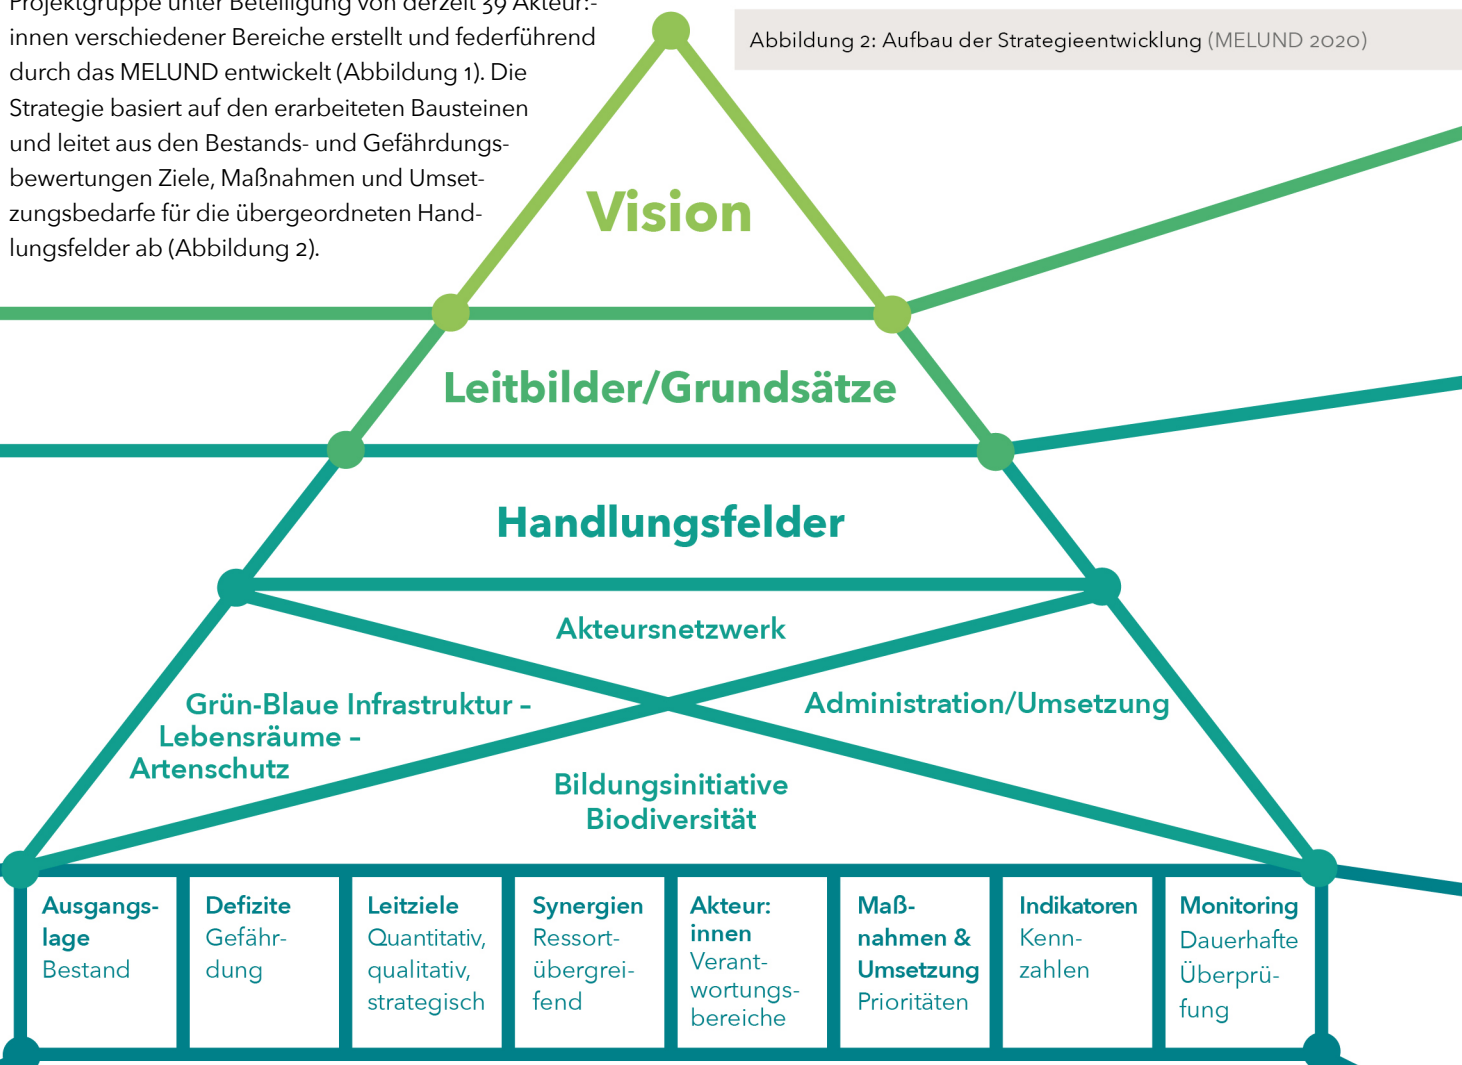 Projektgruppe unter Beteiligung von derzeit 39 Akteur:-
innen verschiedener Bereiche erstellt und federführend
durch das MELUND entwickelt (Abbildung 1). Die
Strategie basiert auf den erarbeiteten Bausteinen
und leitet aus den Bestands- und Gefährdungs-
bewertungen Ziele, Maßnahmen und Umset-
zungsbedarfe für die übergeordneten Hand-
lungsfelder ab (Abbildung 2).
Abbildung 2: Aufbau der Strategieentwicklung (MELUND 2020)
Vision
Leitbilder/Grundsätze
Handlungsfelder
Akteursnetzwerk
Grün-Blaue Infrastruktur –
Lebensräume –
Artenschutz
Administration/Umsetzung
Bildungsinitiative
Biodiversität
Ausgangs-
lage
Bestand
Defizite
Gefähr-
dung
Leitziele
Quantitativ,
qualitativ,
strategisch
Synergien
Ressort-
übergrei-
fend
Akteur:
innen
Verant-
wortungs-
bereiche
Maß-
nahmen &
Umsetzung
Prioritäten
Indikatoren
Kenn-
zahlen
Monitoring
Dauerhafte
Überprü-
fung